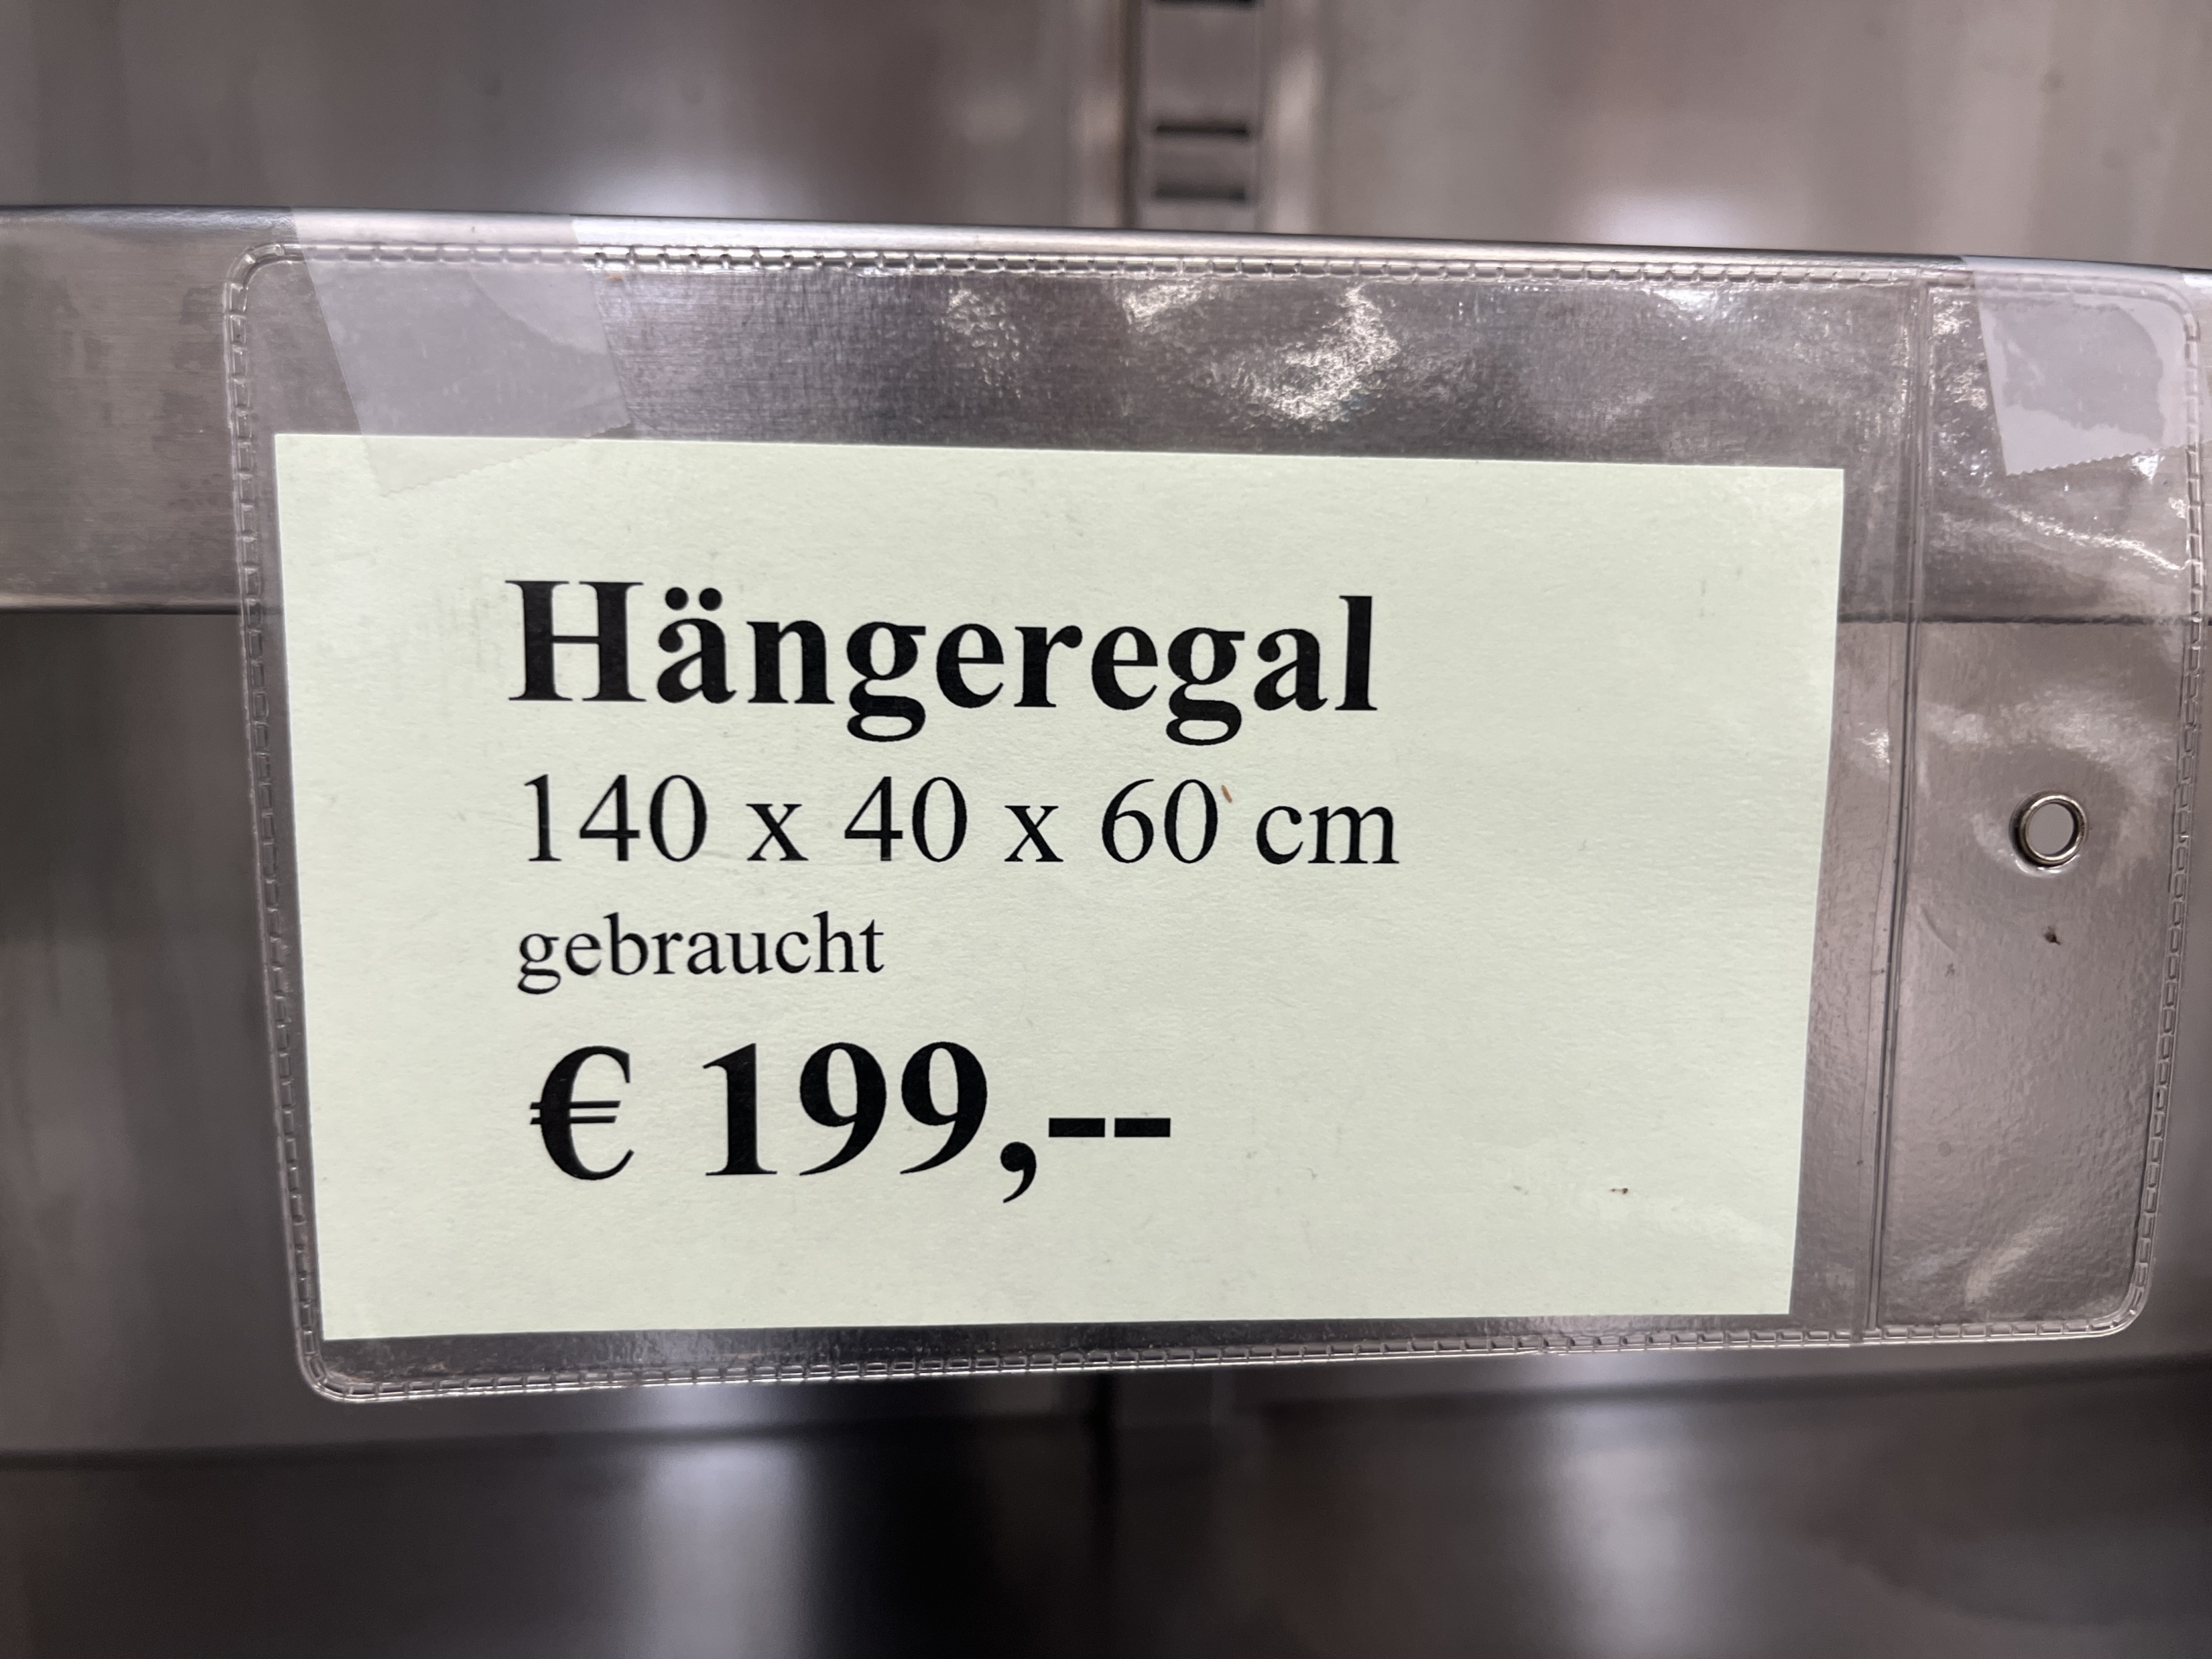 Hängeregal
140 x 40 x 60 cm
gebraucht
€ 199,--